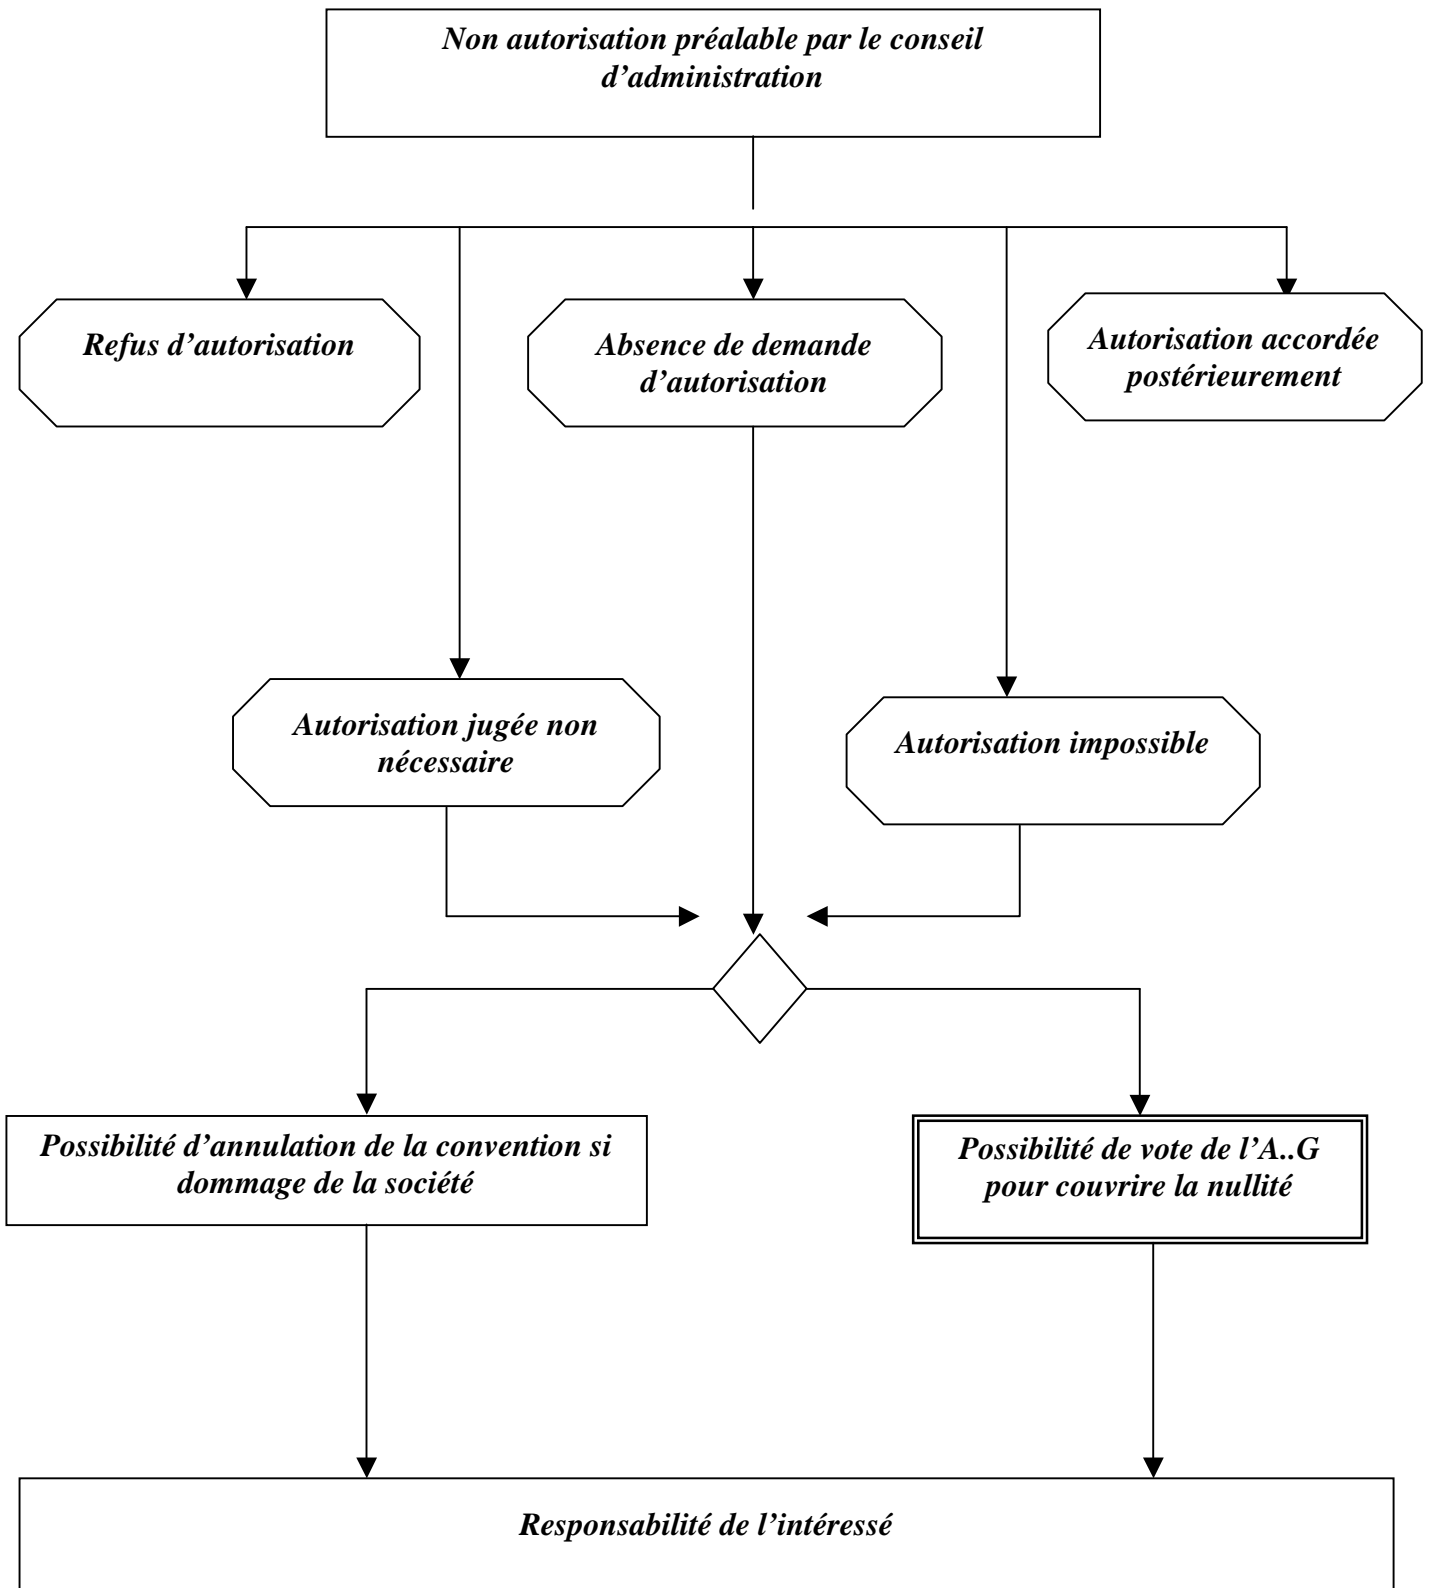 Non autorisation préalable par le conseil
d’administration
Refus d’autorisation
Absence de demande
d’autorisation
Autorisation accordée
postérieurement
Autorisation jugée non
nécessaire
Autorisation impossible
Possibilité d’annulation de la convention si
dommage de la société
Possibilité de vote de l’A..G
pour couvrire la nullité
Responsabilité de l’intéressé